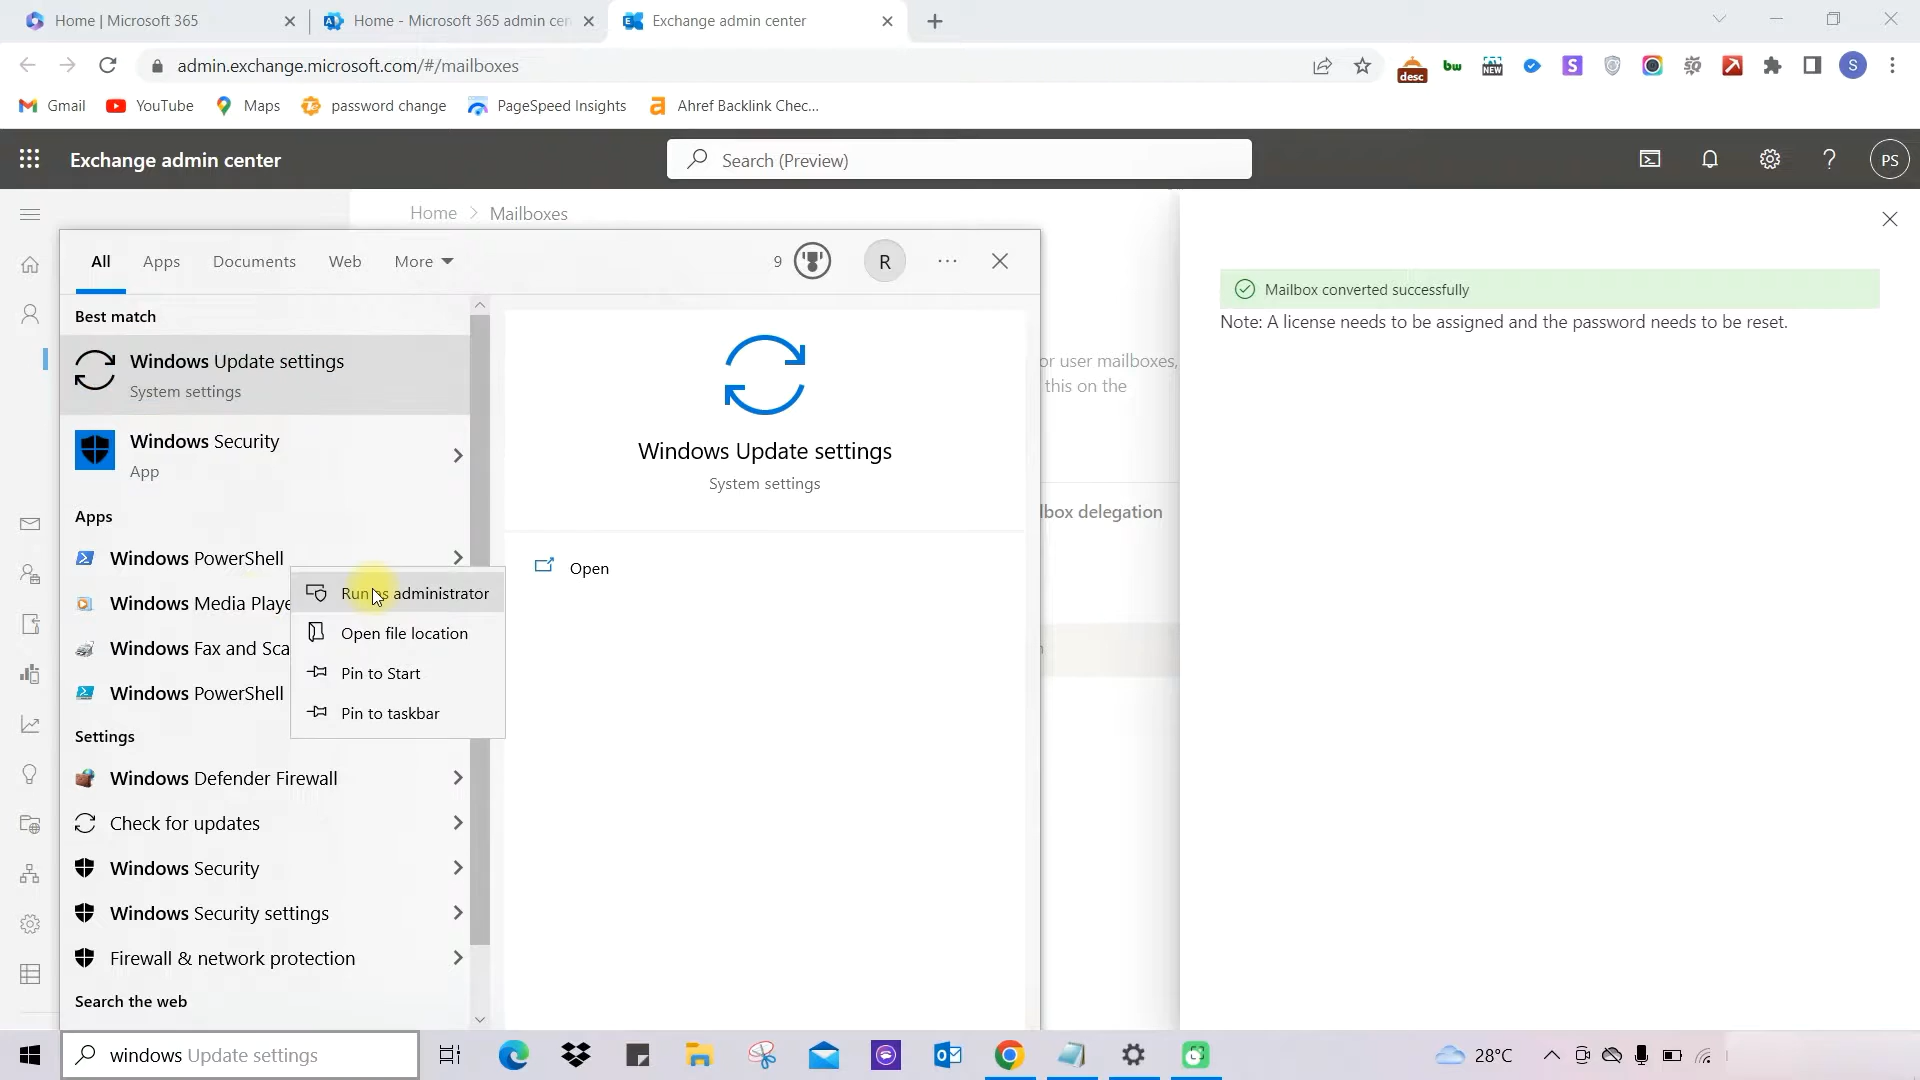 Home | Microsoft 365
Home - Microsoft 365 admin cen
Exchange admin center
admin.exchange.microsoft.com/#/mailboxes
desc
bw
NEW
S
SQ
S
Gmail
YouTube
Maps
password change
PageSpeed Insights
Ahref Backlink Chec...
Exchange admin center
Search (Preview)
PS
Home > Mailboxes
All
Apps
Documents
Web
More
9
R
Best match
Windows Update settings
System settings
Windows Security
App
Apps
Windows PowerShell
Windows Media Playe
Windows Fax and Sca
Windows PowerShell
Run as administrator
Open file location
Pin to Start
Pin to taskbar
Settings
Windows Defender Firewall
Check for updates
Windows Security
Windows Security settings
Firewall & network protection
Search the web
Windows Update settings
System settings
Open
or user mailboxes,
this on the
lbox delegation
Mailbox converted successfully
Note: A license needs to be assigned and the password needs to be reset.
windows Update settings
28°C